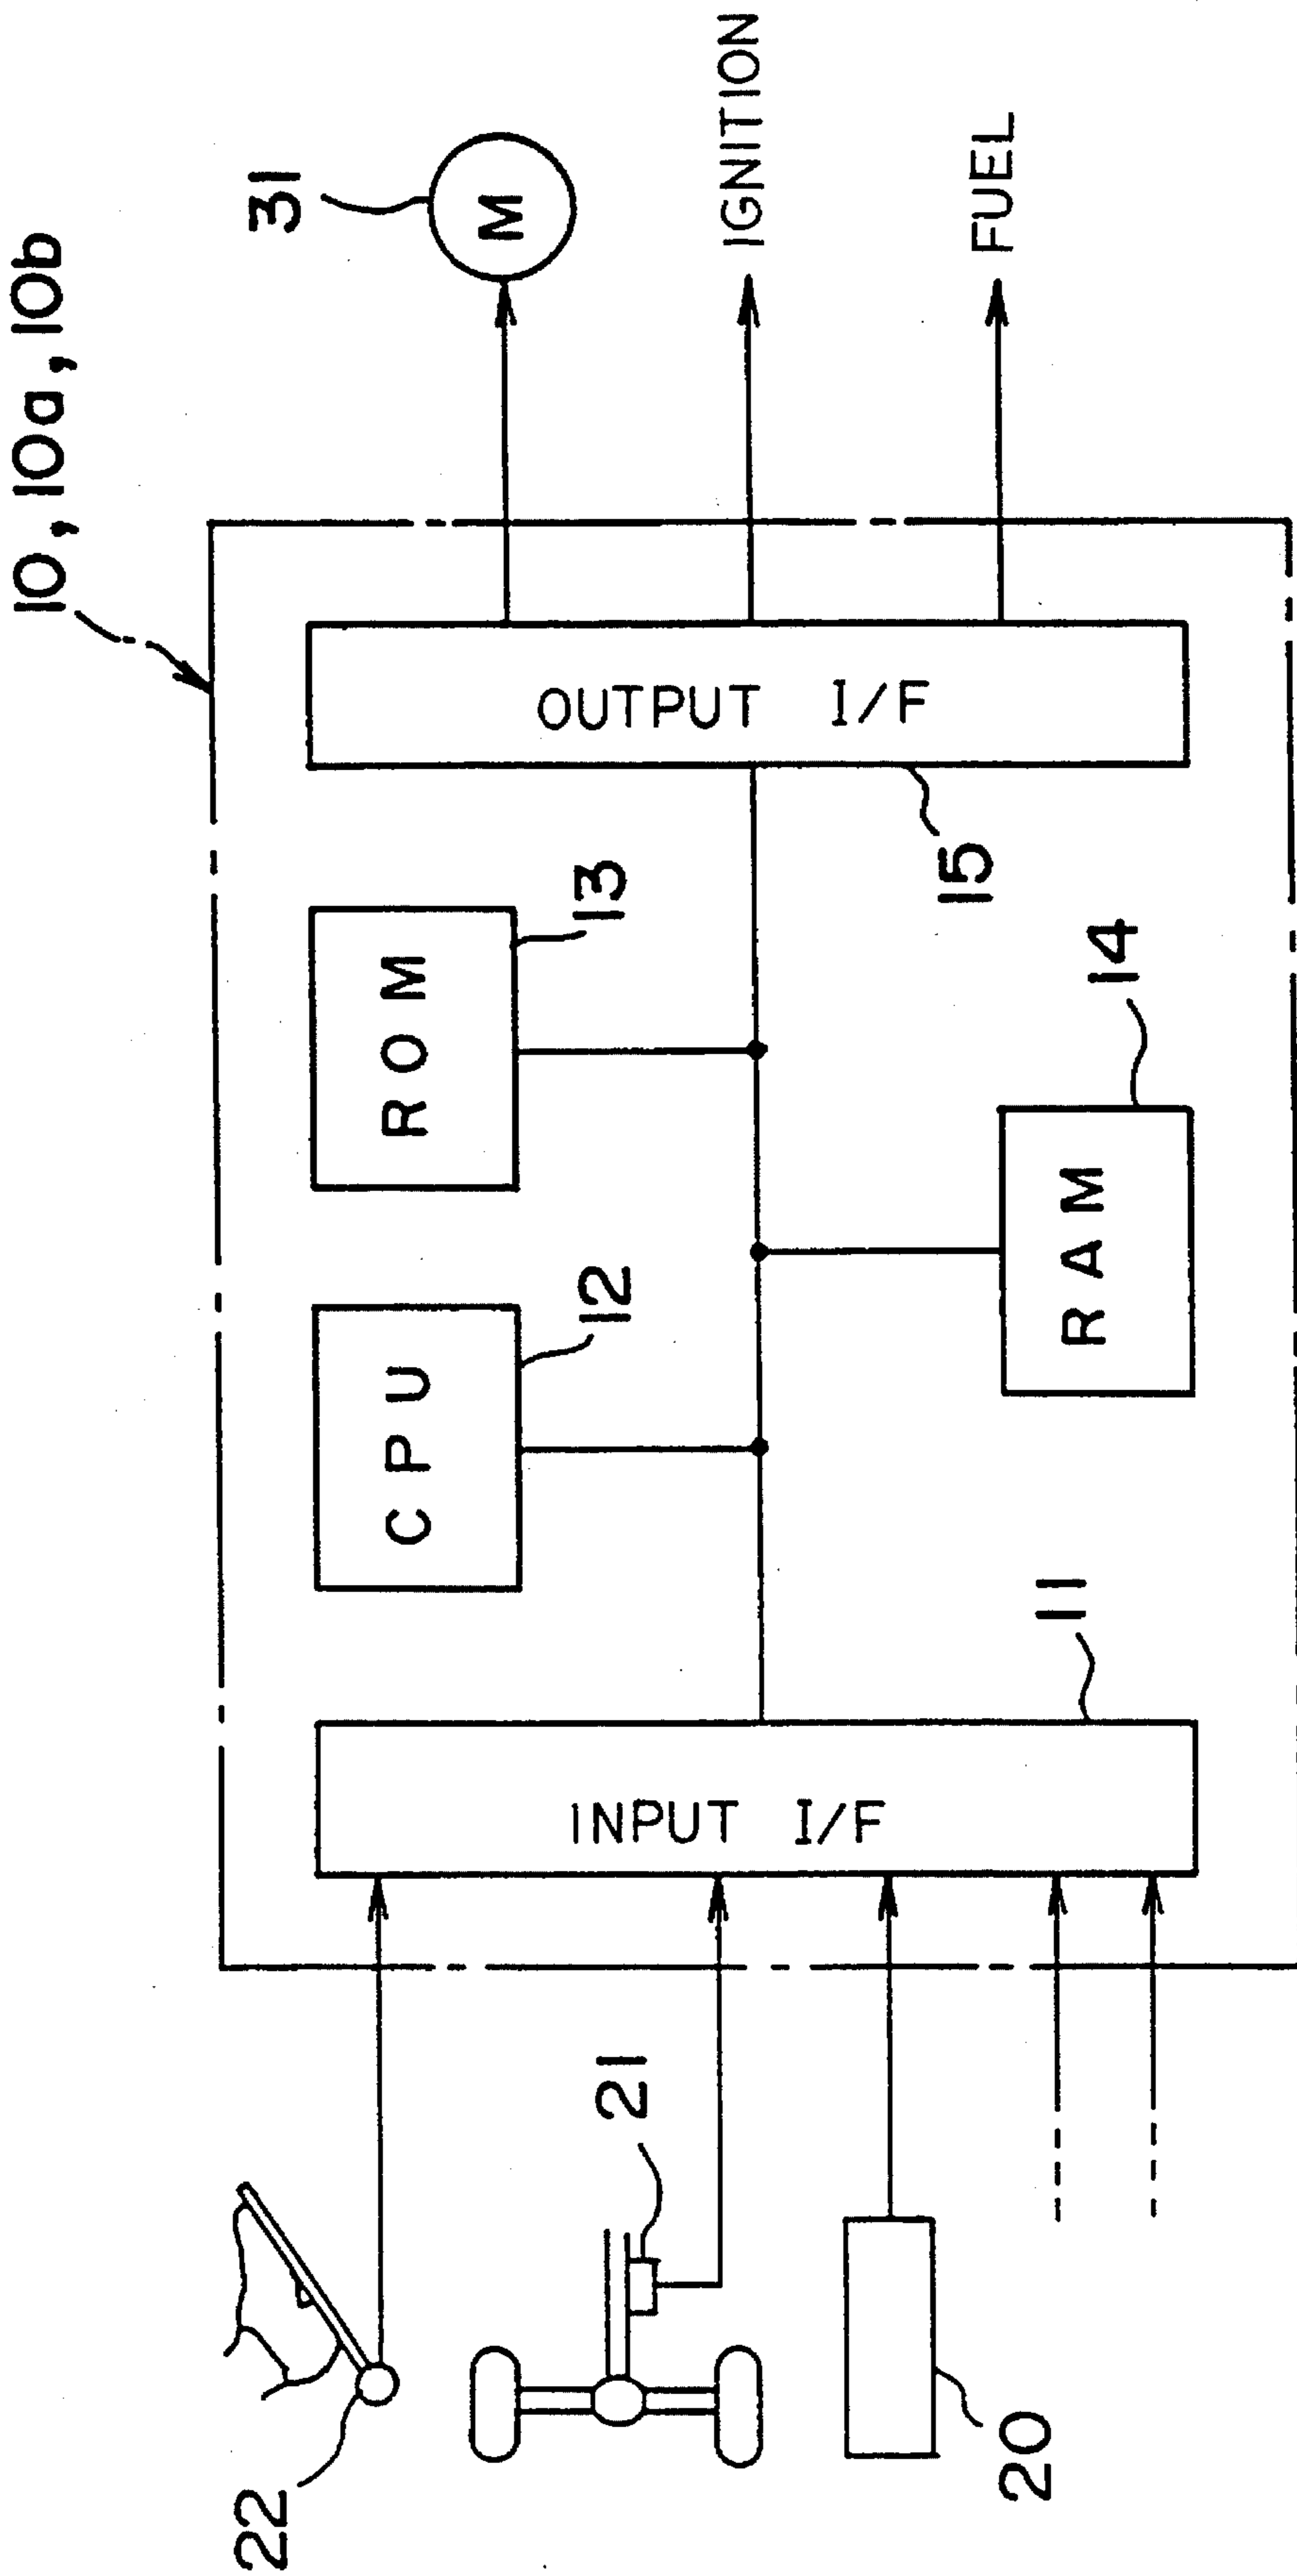 10, 10a, 10b
22
31
CPU
ROM
M
12
13
21
INPUT I/F
OUTPUT I/F
IGNITION
20
11
RAM
14
15
FUEL